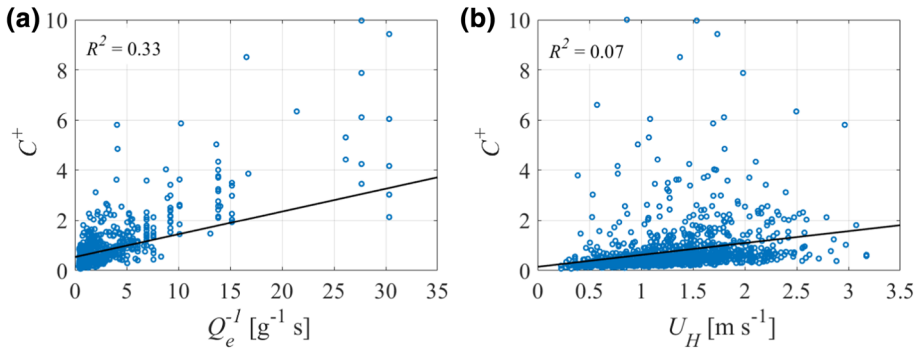 (a)
R² = 0.33
C⁺
10
8
6
4
2
0
0 5 10 15 20 25 30 35
Qₑ⁻¹ [g⁻¹ s]
(b)
R² = 0.07
C⁺
10
8
6
4
2
0
0 0.5 1 1.5 2 2.5 3 3.5
U_H [m s⁻¹]